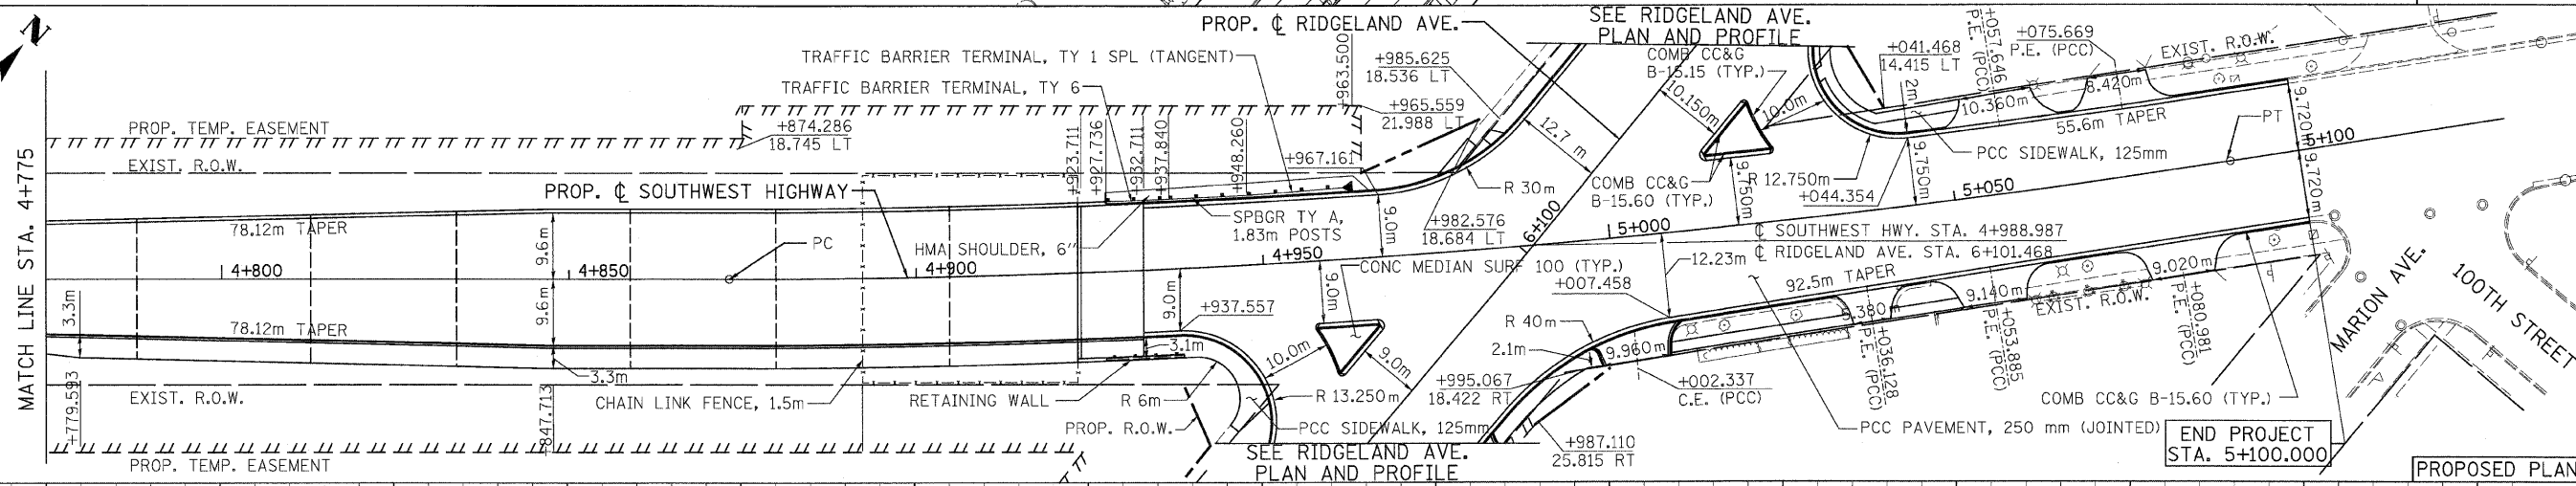 N
PROP. ℄ RIDGELAND AVE.
SEE RIDGELAND AVE.
PLAN AND PROFILE
TRAFFIC BARRIER TERMINAL, TY 1 SPL (TANGENT)
TRAFFIC BARRIER TERMINAL, TY 6
+963.500
+985.625
18.536 LT
+965.559
21.988 LT
COMB CC&G
B-15.15 (TYP.)
+041.468
14.415 LT
+057.646
P.E. (PCC)
+075.669
P.E. (PCC)
EXIST. R.O.W.
PROP. TEMP. EASEMENT
+874.286
18.745 LT
EXIST. R.O.W.
MATCH LINE STA. 4+775
+923.711
+927.736
+932.711
+937.840
+948.260
+967.161
12.7 m
10.150m
10.0m
2m
10.360m
8.420m
55.6m TAPER
PT
9.720m
5+100
9.720m
PCC SIDEWALK, 125mm
PROP. ℄ SOUTHWEST HIGHWAY
R 30m
COMB CC&G
B-15.60 (TYP.)
9.750m
R 12.750m
+044.354
9.750m
5+050
78.12m TAPER
9.6m
PC
HMA SHOULDER, 6"
SPBGR TY A,
1.83m POSTS
9.0m
+982.576
18.684 LT
6+100
5+000
℄ SOUTHWEST HWY. STA. 4+988.987
℄ RIDGELAND AVE. STA. 6+101.468
4+800
4+850
4+900
4+950
CONC MEDIAN SURF 100 (TYP.)
12.23m
+007.458
92.5m TAPER
9.020m
MARION AVE.
100TH STREET
3.3m
9.6m
9.0m
9.0m
+937.557
R 40m
9.380m
9.140m
EXIST. R.O.W.
78.12m TAPER
3.1m
10.0m
9.0m
2.1m
9.960m
+036.128
P.E. (PCC)
+053.885
P.E. (PCC)
+080.981
P.E. (PCC)
3.3m
+779.593
+847.713
EXIST. R.O.W.
CHAIN LINK FENCE, 1.5m
RETAINING WALL
R 6m
R 13.250m
+995.067
18.422 RT
+002.337
C.E. (PCC)
COMB CC&G B-15.60 (TYP.)
PROP. R.O.W.
PCC SIDEWALK, 125mm
+987.110
25.815 RT
PCC PAVEMENT, 250 mm (JOINTED)
END PROJECT
STA. 5+100.000
PROP. TEMP. EASEMENT
SEE RIDGELAND AVE.
PLAN AND PROFILE
PROPOSED PLAN